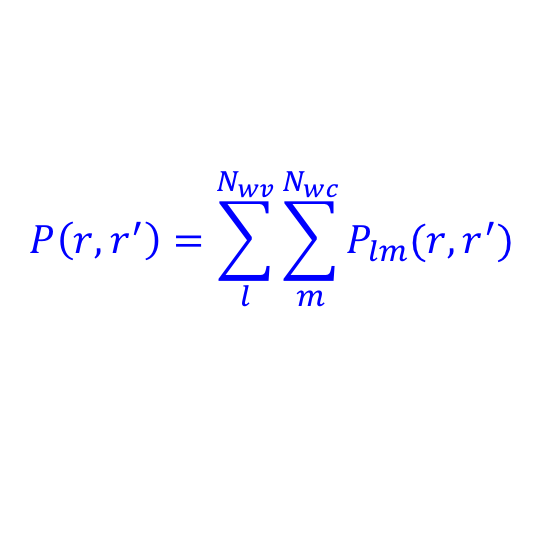 P(r, r′) = ∑_{l}^{N_{wv}} ∑_{m}^{N_{wc}} P_{lm}(r, r′)